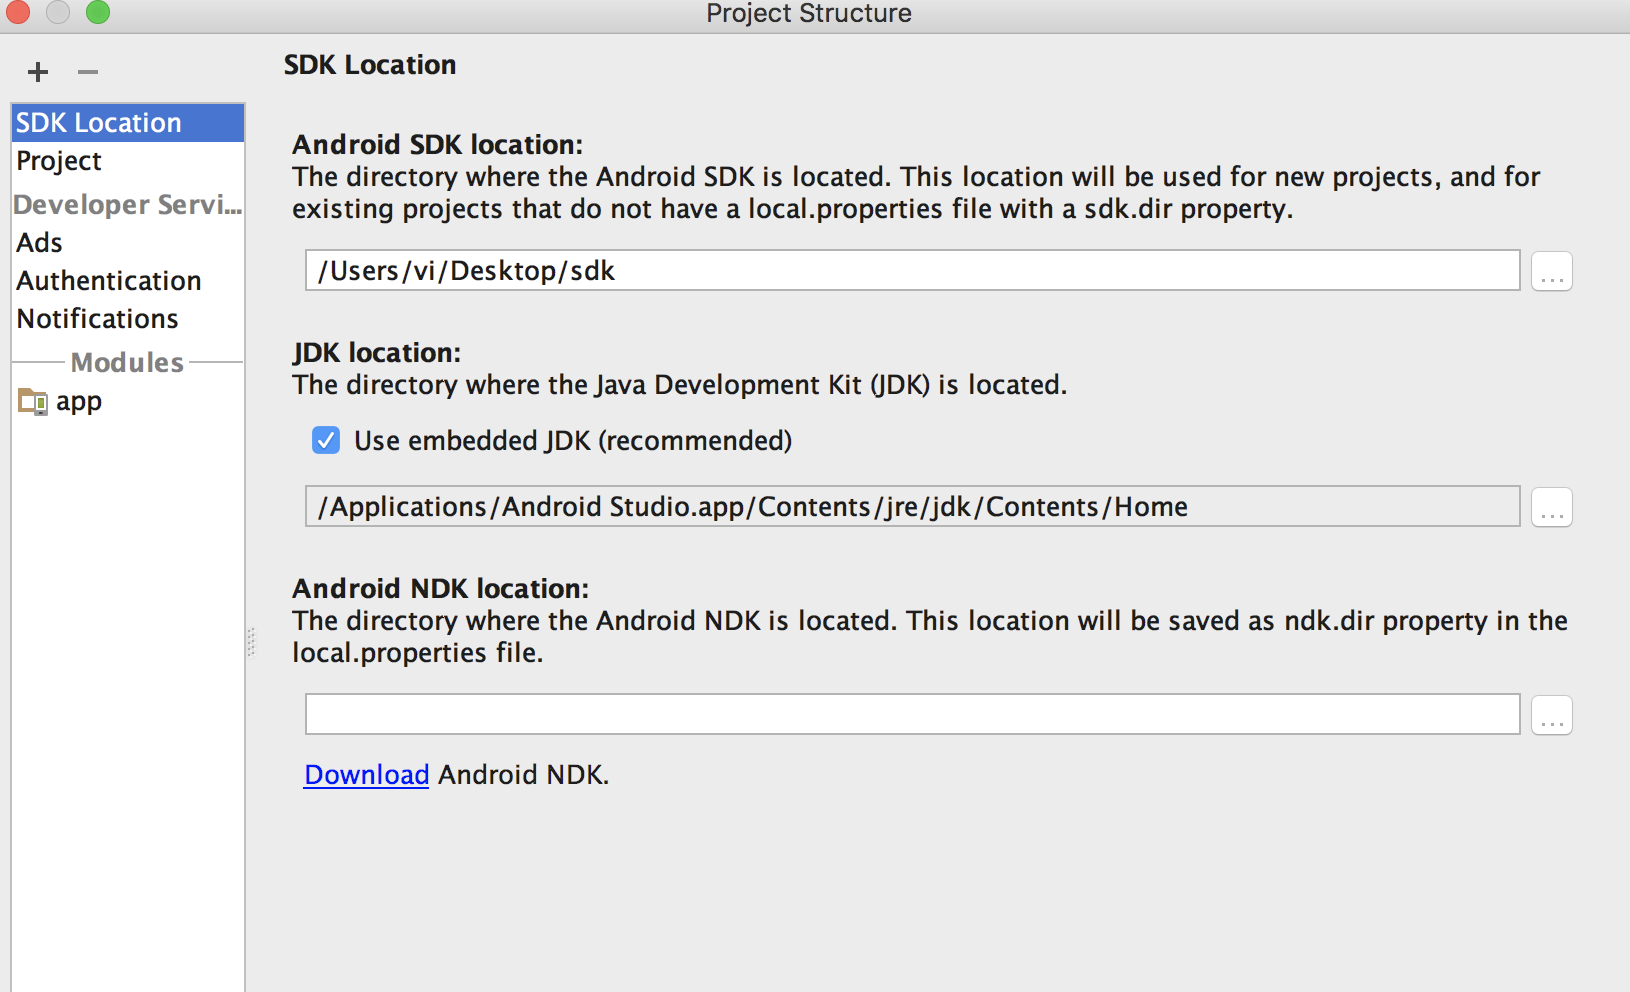 Project Structure
SDK Location
Project
Developer Servi...
Ads
Authentication
Notifications
Modules
app
SDK Location
Android SDK location:
The directory where the Android SDK is located. This location will be used for new projects, and for
existing projects that do not have a local.properties file with a sdk.dir property.
/Users/vi/Desktop/sdk
...
JDK location:
The directory where the Java Development Kit (JDK) is located.
Use embedded JDK (recommended)
/Applications/Android Studio.app/Contents/jre/jdk/Contents/Home
...
Android NDK location:
The directory where the Android NDK is located. This location will be saved as ndk.dir property in the
local.properties file.
...
Download Android NDK.